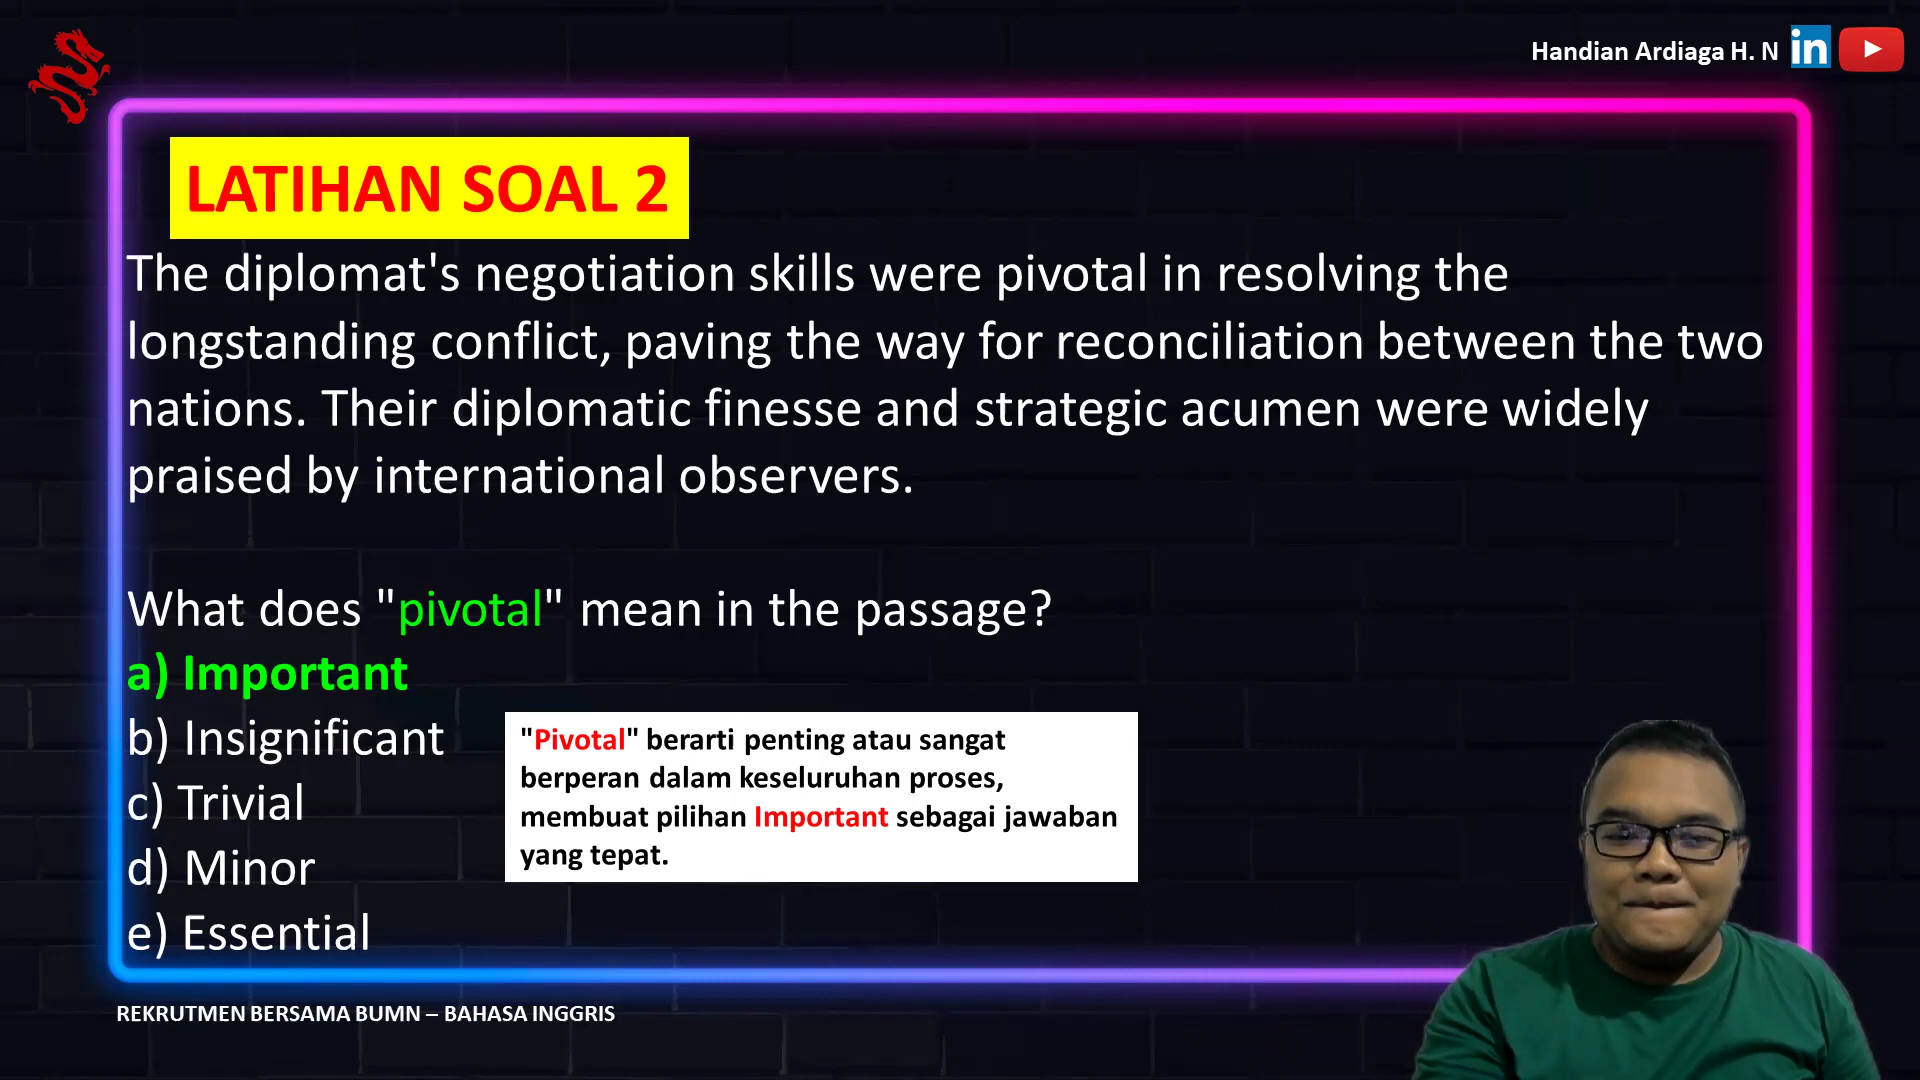 Handian Ardiaga H. N in
LATIHAN SOAL 2
The diplomat's negotiation skills were pivotal in resolving the
longstanding conflict, paving the way for reconciliation between the two
nations. Their diplomatic finesse and strategic acumen were widely
praised by international observers.
What does "pivotal" mean in the passage?
a) Important
b) Insignificant
c) Trivial
d) Minor
e) Essential
"Pivotal" berarti penting atau sangat
berperan dalam keseluruhan proses,
membuat pilihan Important sebagai jawaban
yang tepat.
REKRUTMEN BERSAMA BUMN – BAHASA INGGRIS